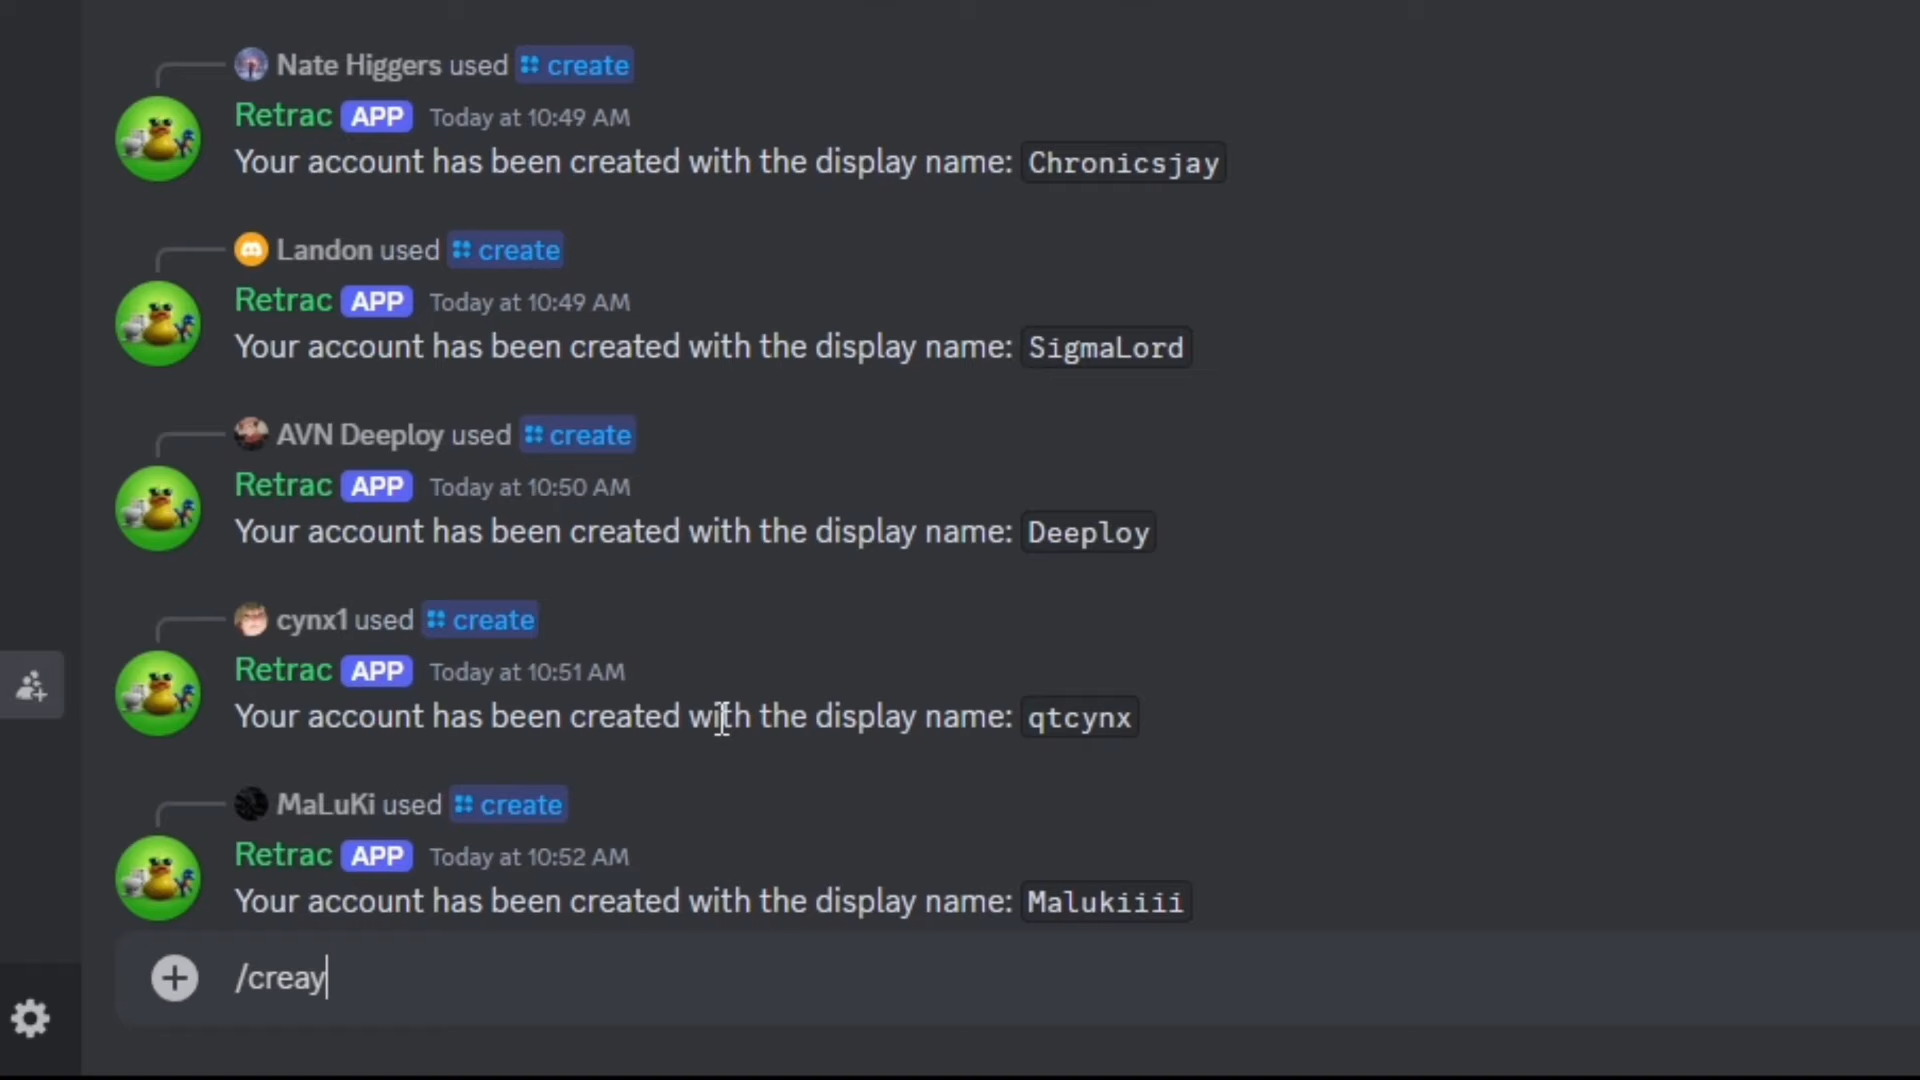 Nate Higgers used create
Retrac APP Today at 10:49 AM
Your account has been created with the display name: Chronicsjay
Landon used create
Retrac APP Today at 10:49 AM
Your account has been created with the display name: SigmaLord
AVN Deeploy used create
Retrac APP Today at 10:50 AM
Your account has been created with the display name: Deeploy
cynx1 used create
Retrac APP Today at 10:51 AM
Your account has been created with the display name: qtcynx
MaLuKi used create
Retrac APP Today at 10:52 AM
Your account has been created with the display name: Malukiiii
/creay